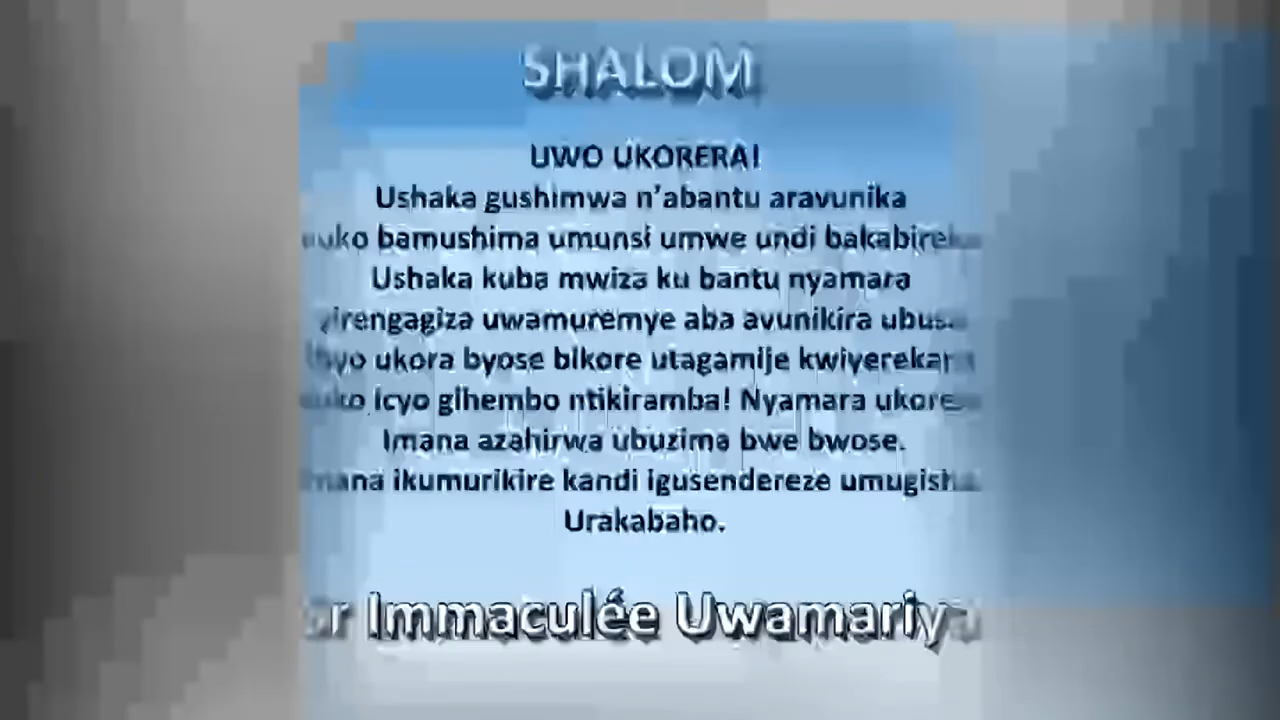 SHALOM
UWO UKORERA!
Ushaka gushimwa n’abantu aravunika
bamushima umunsi umwe undi
Ushaka kuba mwiza ku bantu nyamara
uwamuremye aba avunikira
ukora byose bikore utagamije
icyo gihembo ntikiramba! Nyamara
Imana azahirwa ubuzima bwe bwose.
ikumurikire kandi igusendereze
Urakabaho.
Immaculée